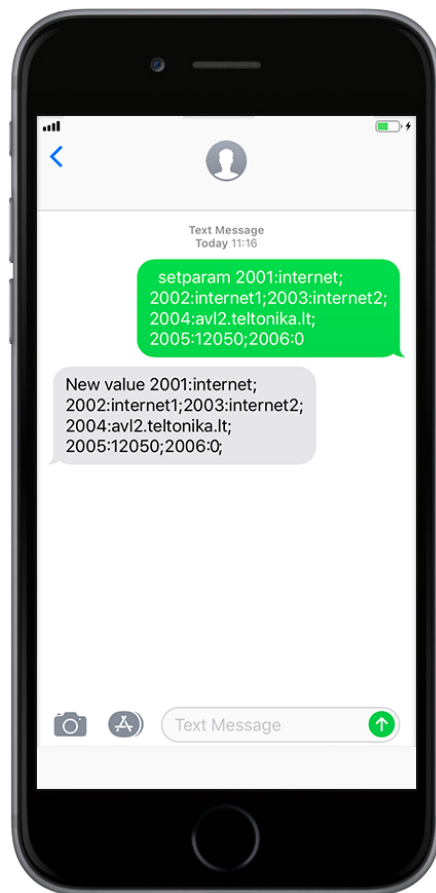 Text Message
Today 11:16
setparam 2001:internet;
2002:internet1;2003:internet2;
2004:avl2.teltonika.lt;
2005:12050;2006:0
New value 2001:internet;
2002:internet1;2003:internet2;
2004:avl2.teltonika.lt;
2005:12050;2006:0;
Text Message